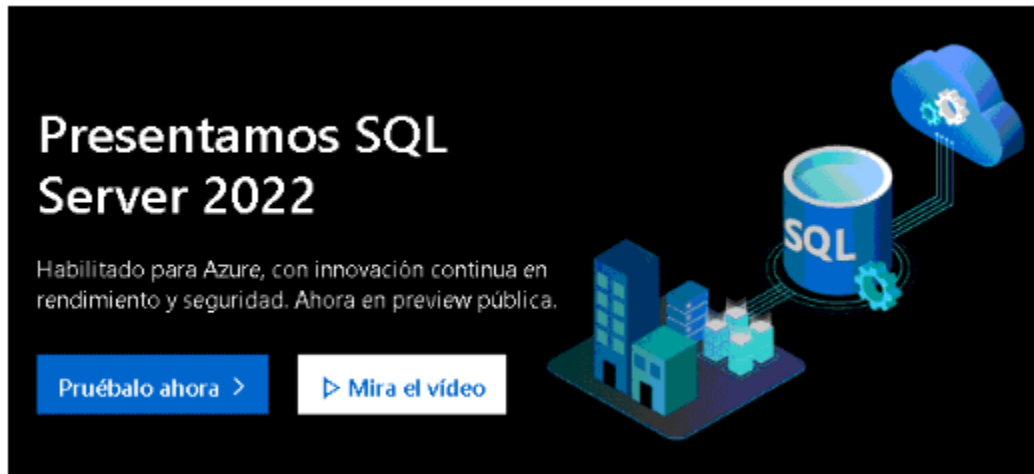 Presentamos SQL
Server 2022
Habilitado para Azure, con innovación continua en
rendimiento y seguridad. Ahora en preview pública.
Pruébalo ahora >
▷ Mira el vídeo
SQL